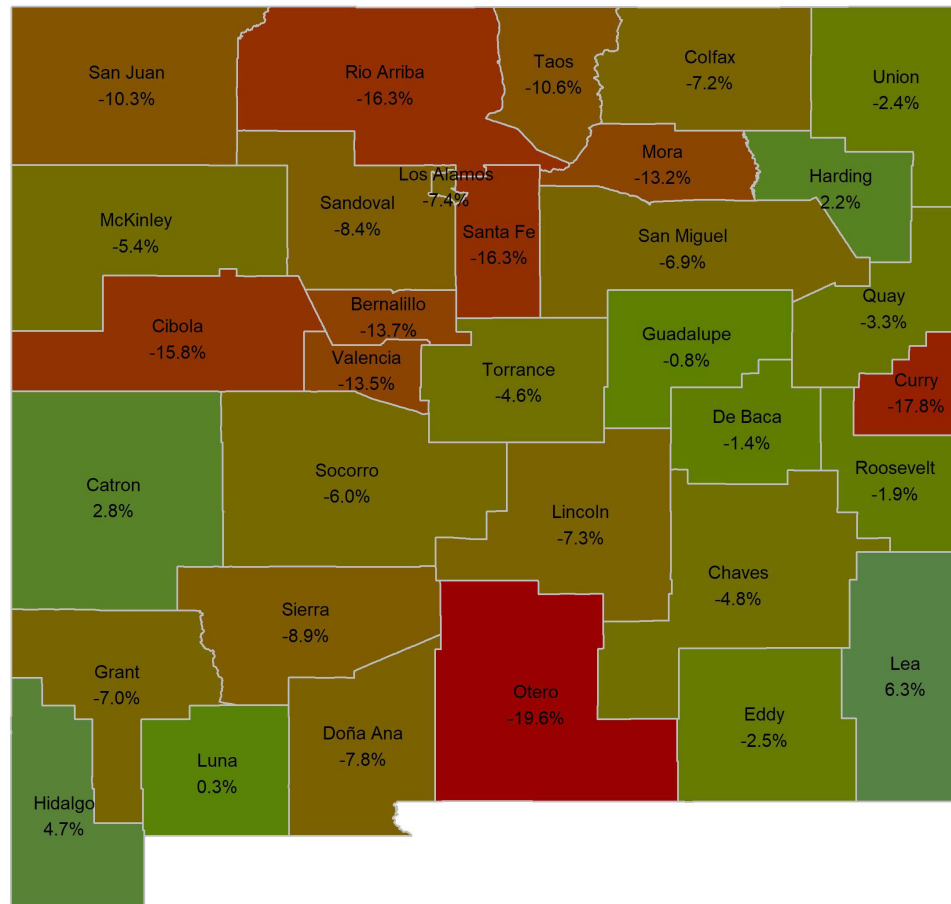 San Juan
-10.3%
Rio Arriba
-16.3%
Taos
-10.6%
Colfax
-7.2%
Union
-2.4%
Mora
-13.2%
Harding
2.2%
Los Alamos
-7.4%
Sandoval
-8.4%
McKinley
-5.4%
Santa Fe
-16.3%
San Miguel
-6.9%
Quay
-3.3%
Cibola
-15.8%
Bernalillo
-13.7%
Valencia
-13.5%
Torrance
-4.6%
Guadalupe
-0.8%
Curry
-17.8%
De Baca
-1.4%
Roosevelt
-1.9%
Catron
2.8%
Socorro
-6.0%
Lincoln
-7.3%
Chaves
-4.8%
Sierra
-8.9%
Grant
-7.0%
Lea
6.3%
Otero
-19.6%
Eddy
-2.5%
Doña Ana
-7.8%
Luna
0.3%
Hidalgo
4.7%